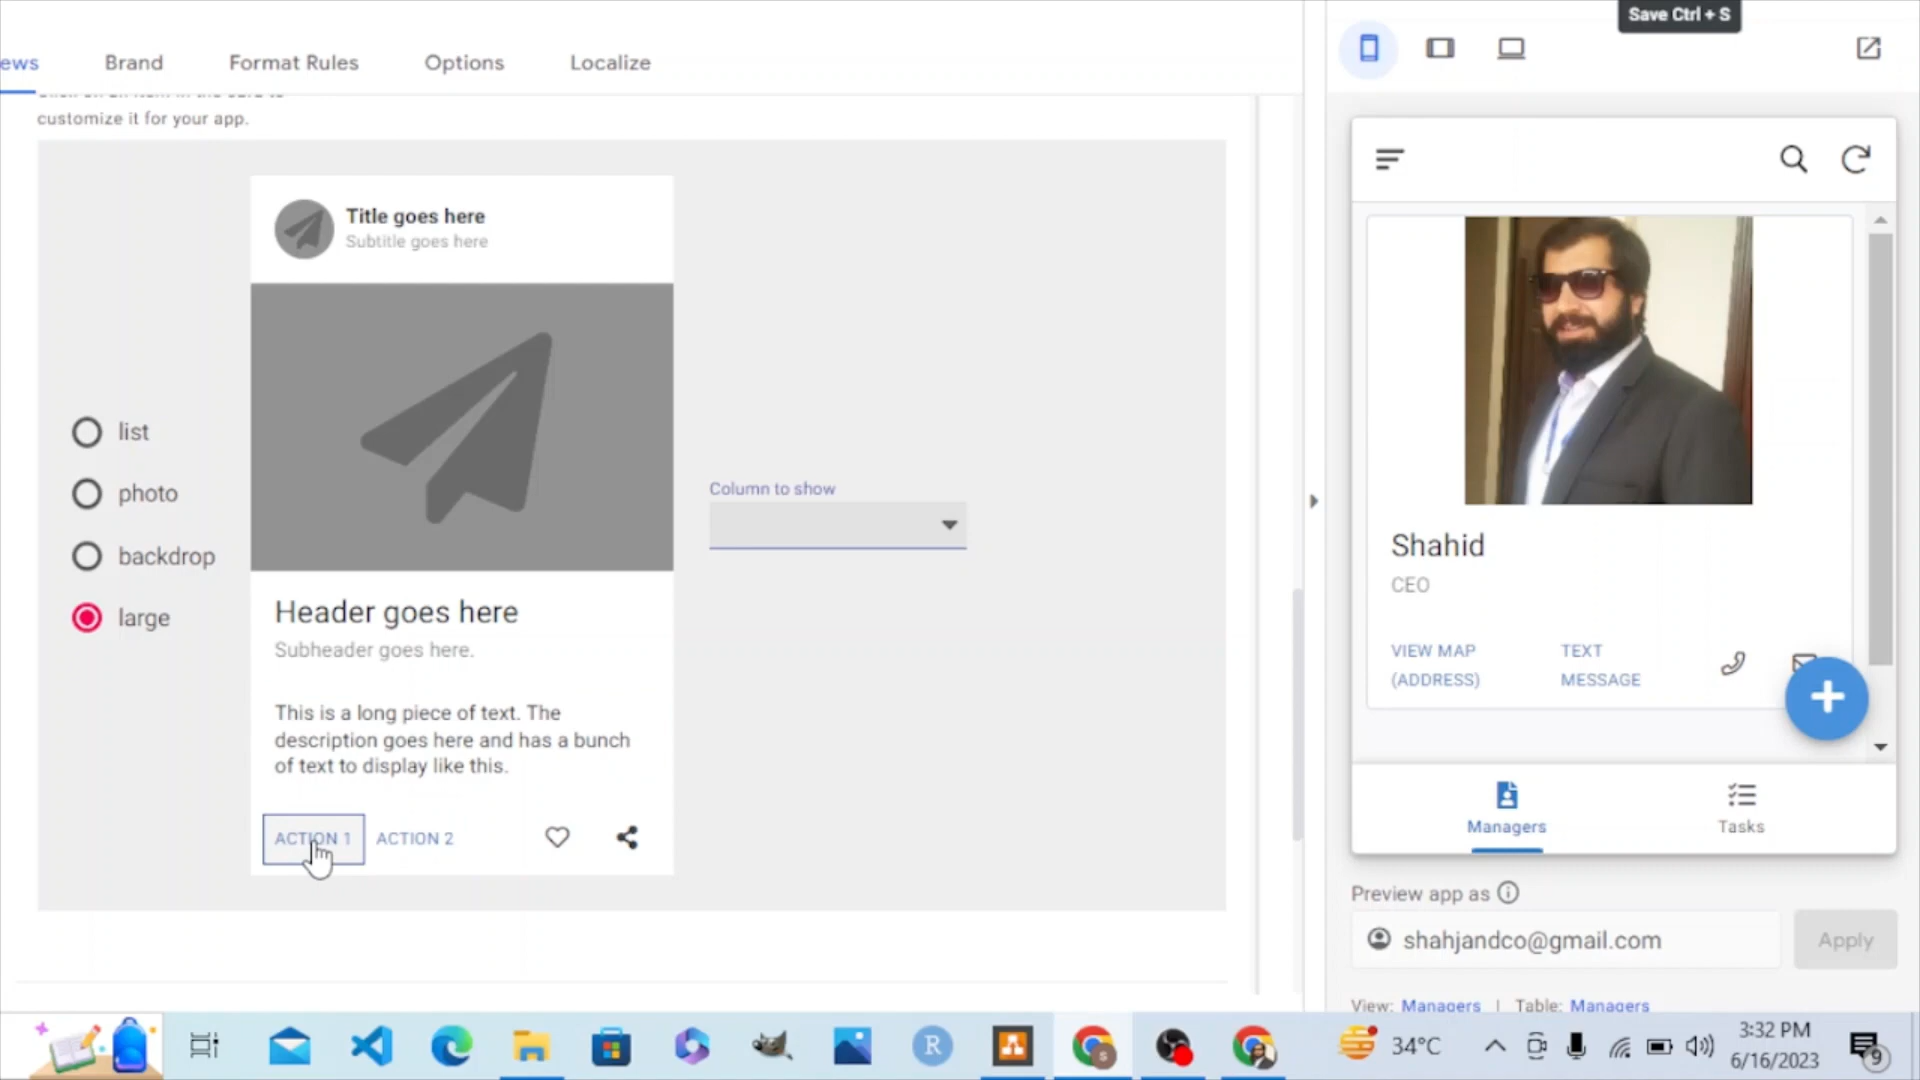 Save Ctrl + S
ews
Brand
Format Rules
Options
Localize
customize it for your app.
Title goes here
Subtitle goes here
list
photo
backdrop
large
Column to show
Header goes here
Subheader goes here.
This is a long piece of text. The
description goes here and has a bunch
of text to display like this.
ACTION 1
ACTION 2
Shahid
CEO
VIEW MAP
(ADDRESS)
TEXT
MESSAGE
Managers
Tasks
Preview app as
shahjandco@gmail.com
Apply
View: Managers | Table: Managers
R
S
34°C
3:32 PM
6/16/2023
9